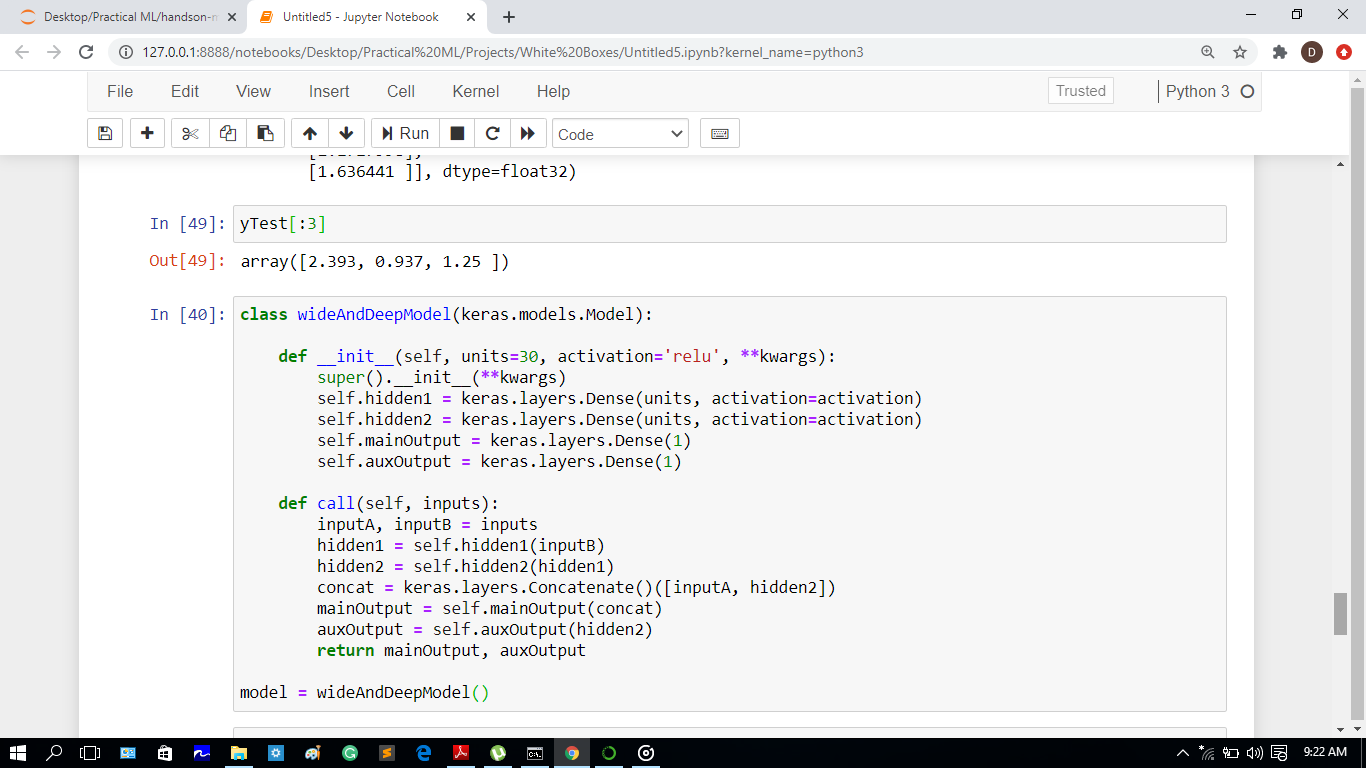 Desktop/Practical ML/handson-m
Untitled5 - Jupyter Notebook
127.0.0.1:8888/notebooks/Desktop/Practical%20ML/Projects/White%20Boxes/Untitled5.ipynb?kernel_name=python3
D
File Edit View Insert Cell Kernel Help Trusted Python 3
Run Code
[1.636441 ]], dtype=float32)
In [49]: yTest[:3]
Out[49]: array([2.393, 0.937, 1.25 ])
In [40]: class wideAndDeepModel(keras.models.Model):
def __init__(self, units=30, activation='relu', **kwargs):
super().__init__(**kwargs)
self.hidden1 = keras.layers.Dense(units, activation=activation)
self.hidden2 = keras.layers.Dense(units, activation=activation)
self.mainOutput = keras.layers.Dense(1)
self.auxOutput = keras.layers.Dense(1)
def call(self, inputs):
inputA, inputB = inputs
hidden1 = self.hidden1(inputB)
hidden2 = self.hidden2(hidden1)
concat = keras.layers.Concatenate()([inputA, hidden2])
mainOutput = self.mainOutput(concat)
auxOutput = self.auxOutput(hidden2)
return mainOutput, auxOutput
model = wideAndDeepModel()
9:22 AM